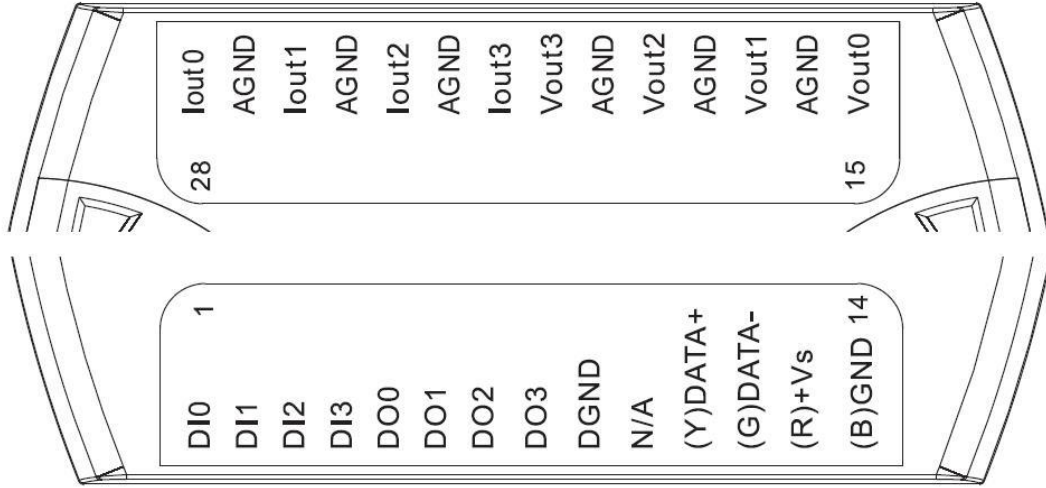 Iout0
AGND
Iout1
AGND
Iout2
AGND
Iout3
Vout3
AGND
Vout2
AGND
Vout1
AGND
Vout0
28
15
1
DI0
DI1
DI2
DI3
DO0
DO1
DO2
DO3
DGND
N/A
(Y)DATA+
(G)DATA-
(R)+Vs
(B)GND 14